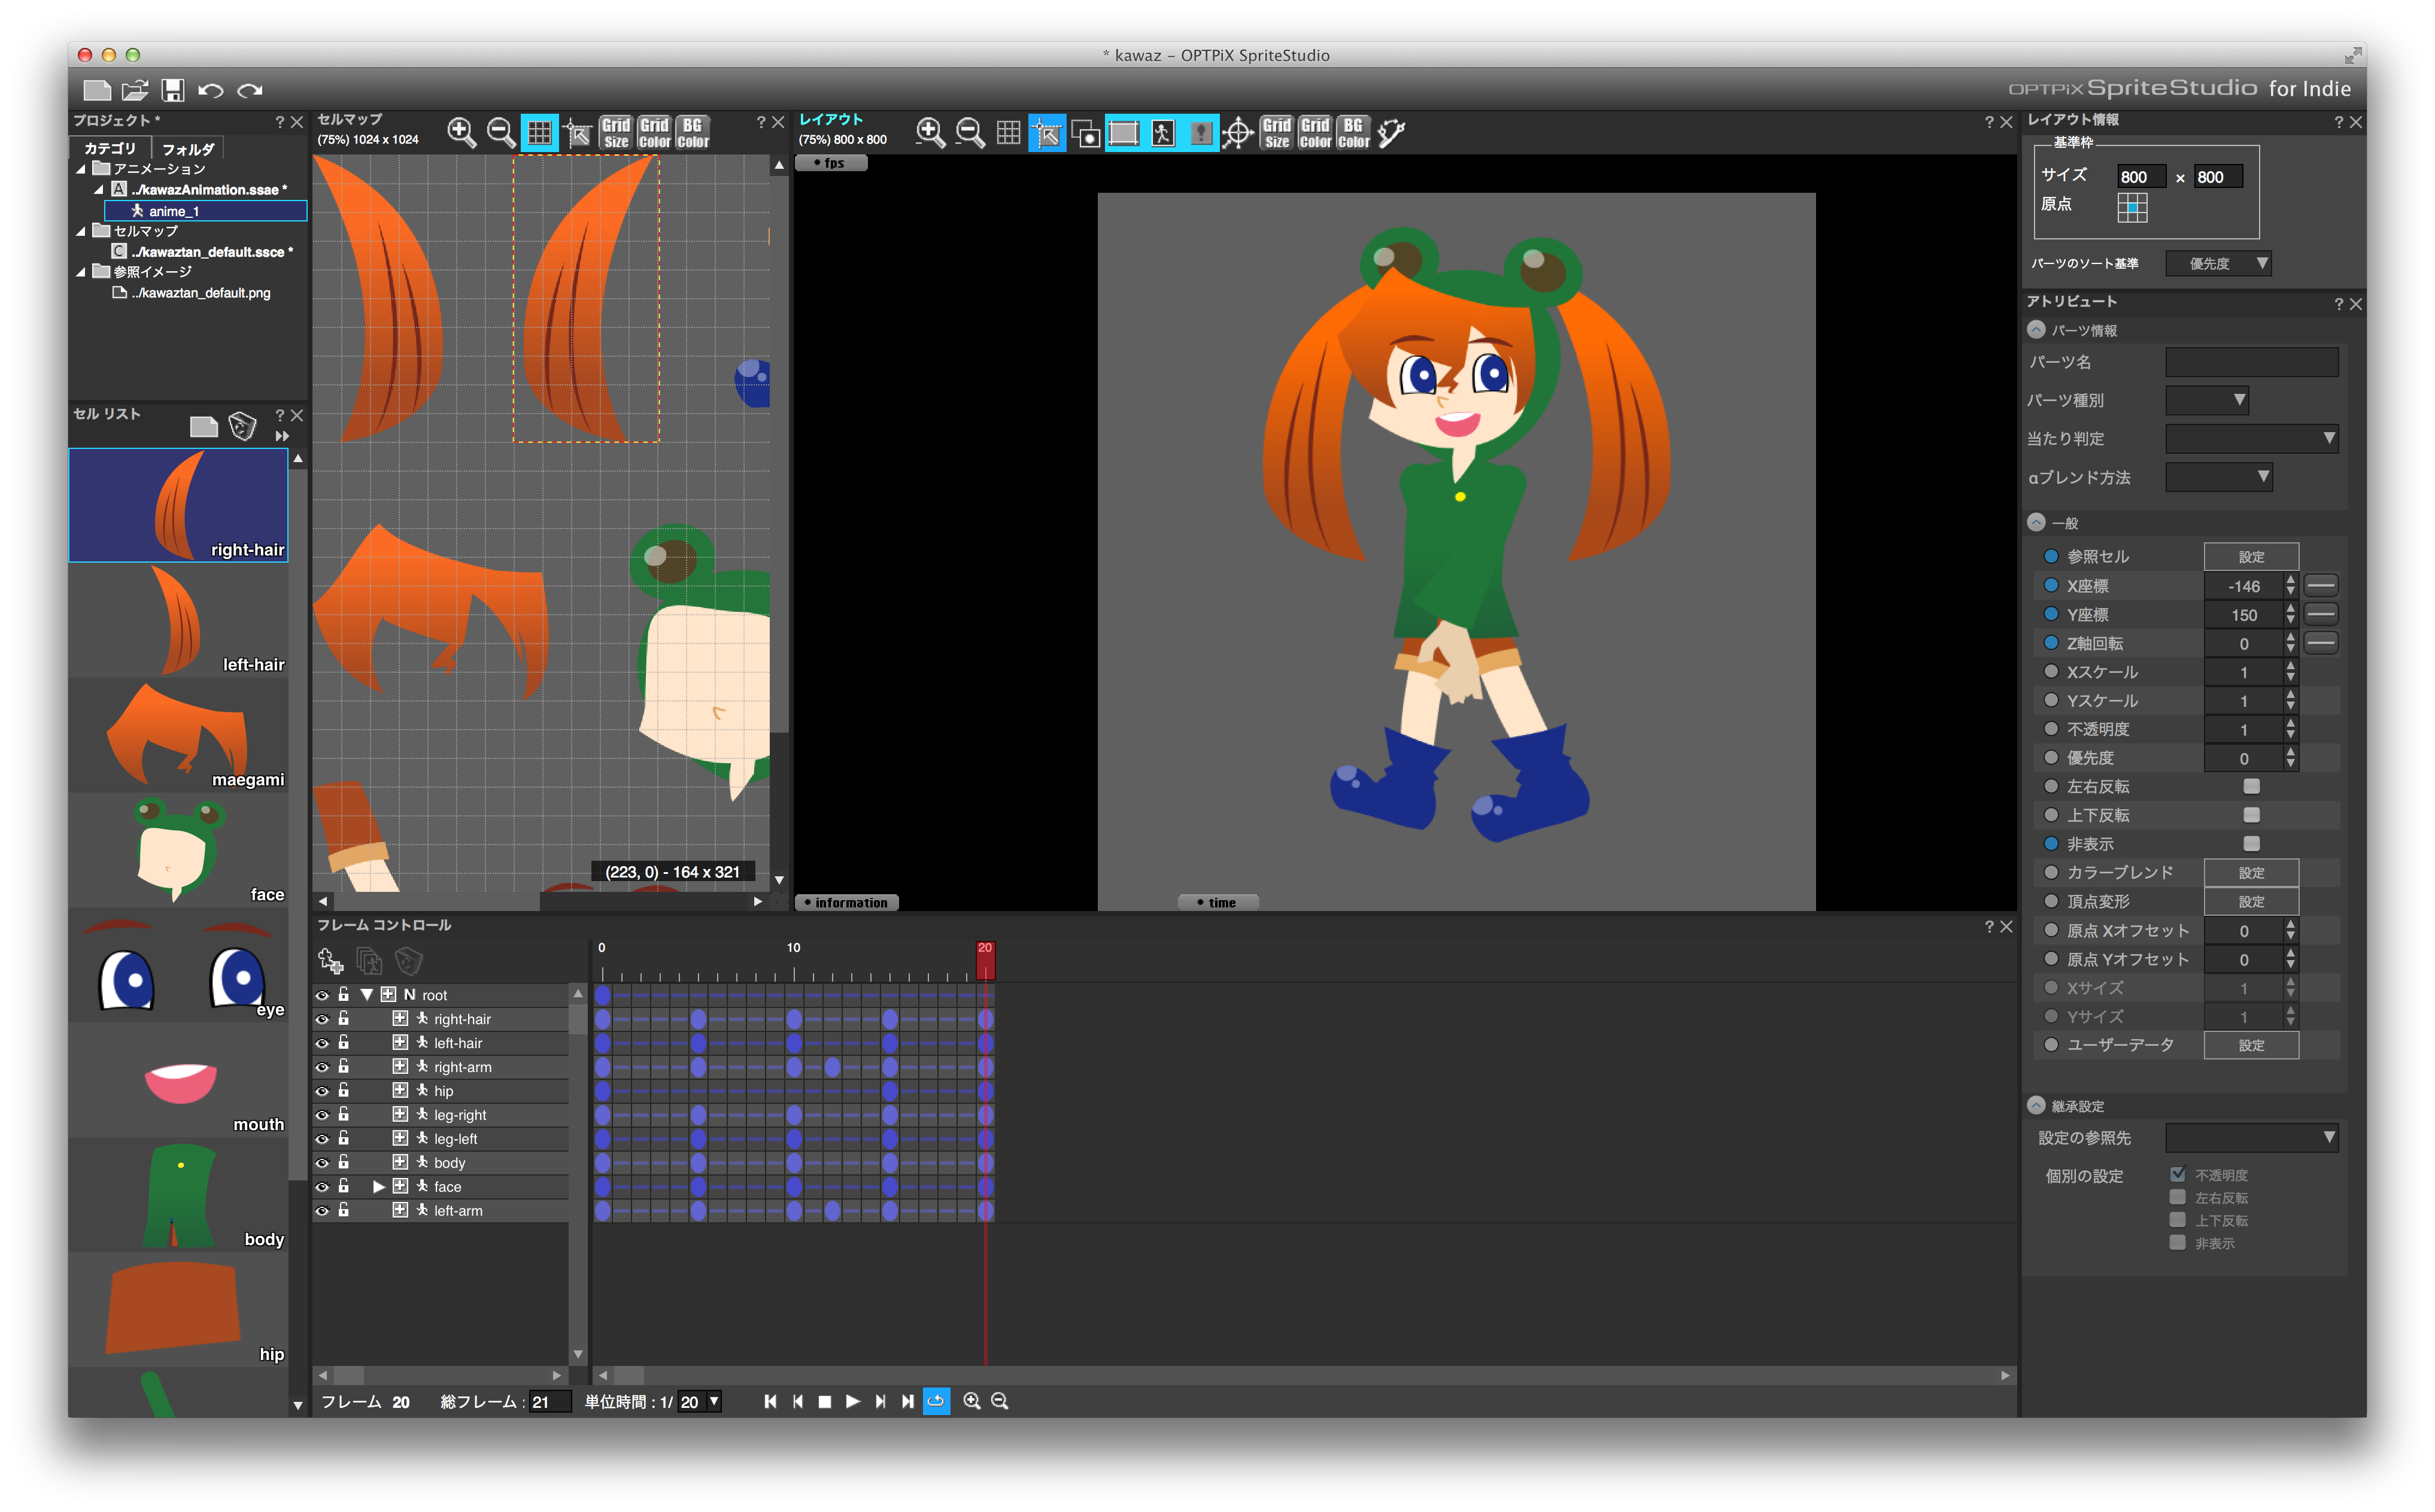 * kawaz – OPTPiX SpriteStudio
OPTPiX SpriteStudio for Indie
プロジェクト * ?
カテゴリ フォルダ
アニメーション
A ../kawazAnimation.ssae *
anime_1
セルマップ
C ../kawaztan_default.ssce *
参照イメージ
../kawaztan_default.png
セル リスト ?
right-hair
left-hair
maegami
face
eye
mouth
body
hip
セルマップ
(75%) 1024 x 1024
Grid Size
Grid Color
BG Color
?
(223, 0) - 164 x 321
レイアウト
(75%) 800 x 800
Grid Size
Grid Color
BG Color
?
• fps
• information
• time
フレーム コントロール ?
0 10 20
N root
right-hair
left-hair
right-arm
hip
leg-right
leg-left
body
face
left-arm
フレーム 20 総フレーム : 21 単位時間 : 1/ 20
レイアウト情報 ?
基準枠
サイズ 800 × 800
原点
パーツのソート基準 優先度
アトリビュート ?
パーツ情報
パーツ名
パーツ種別
当たり判定
αブレンド方法
一般
参照セル 設定
X座標 -146
Y座標 150
Z軸回転 0
Xスケール 1
Yスケール 1
不透明度 1
優先度 0
左右反転
上下反転
非表示
カラーブレンド 設定
頂点変形 設定
原点 Xオフセット 0
原点 Yオフセット 0
Xサイズ 1
Yサイズ 1
ユーザーデータ 設定
継承設定
設定の参照先
個別の設定 不透明度
左右反転
上下反転
非表示